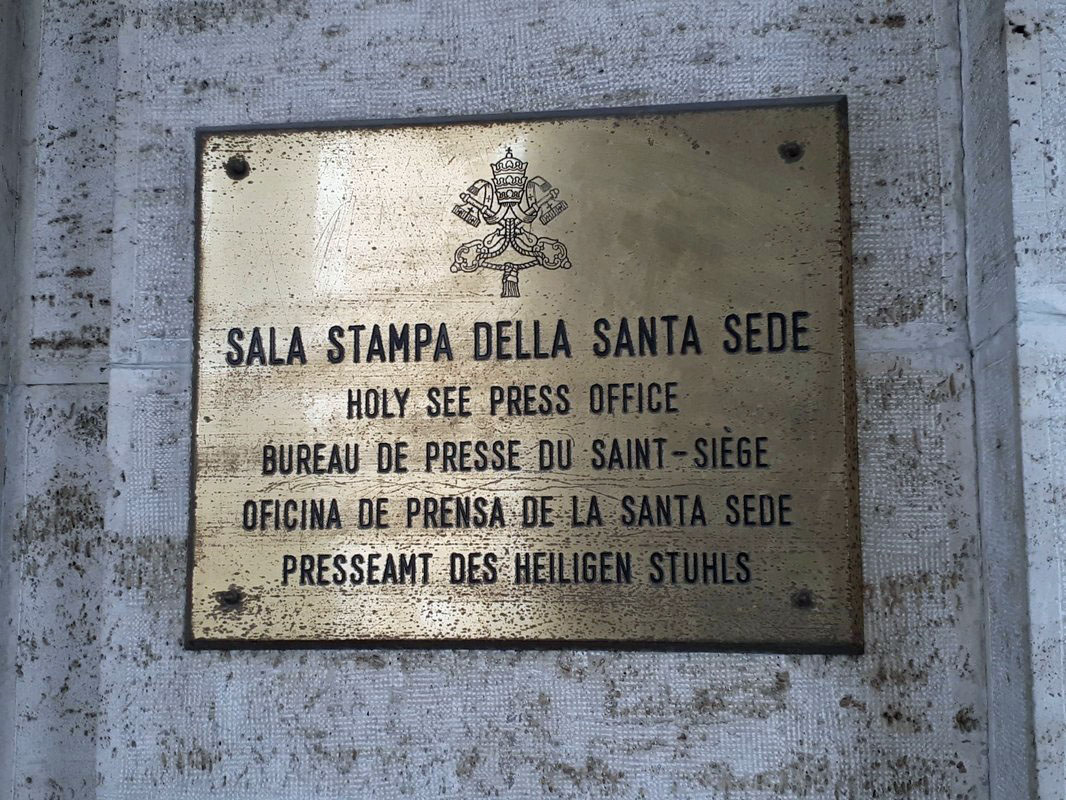 SALA STAMPA DELLA SANTA SEDE
HOLY SEE PRESS OFFICE
BUREAU DE PRESSE DU SAINT-SIÈGE
OFICINA DE PRENSA DE LA SANTA SEDE
PRESSEAMT DES HEILIGEN STUHLS